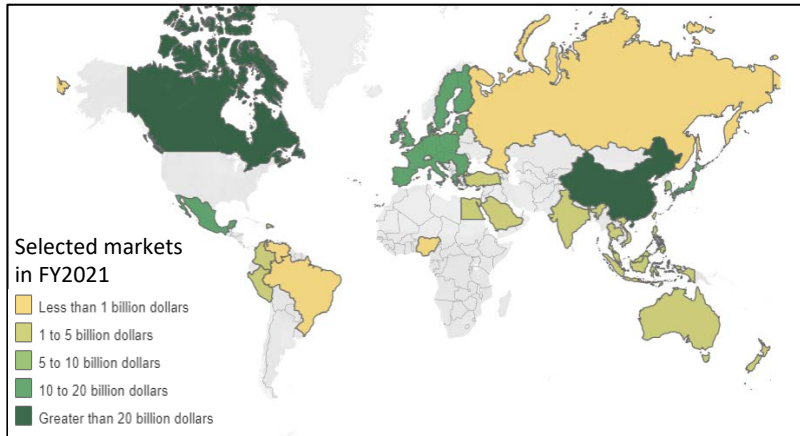 Selected markets
in FY2021
Less than 1 billion dollars
1 to 5 billion dollars
5 to 10 billion dollars
10 to 20 billion dollars
Greater than 20 billion dollars